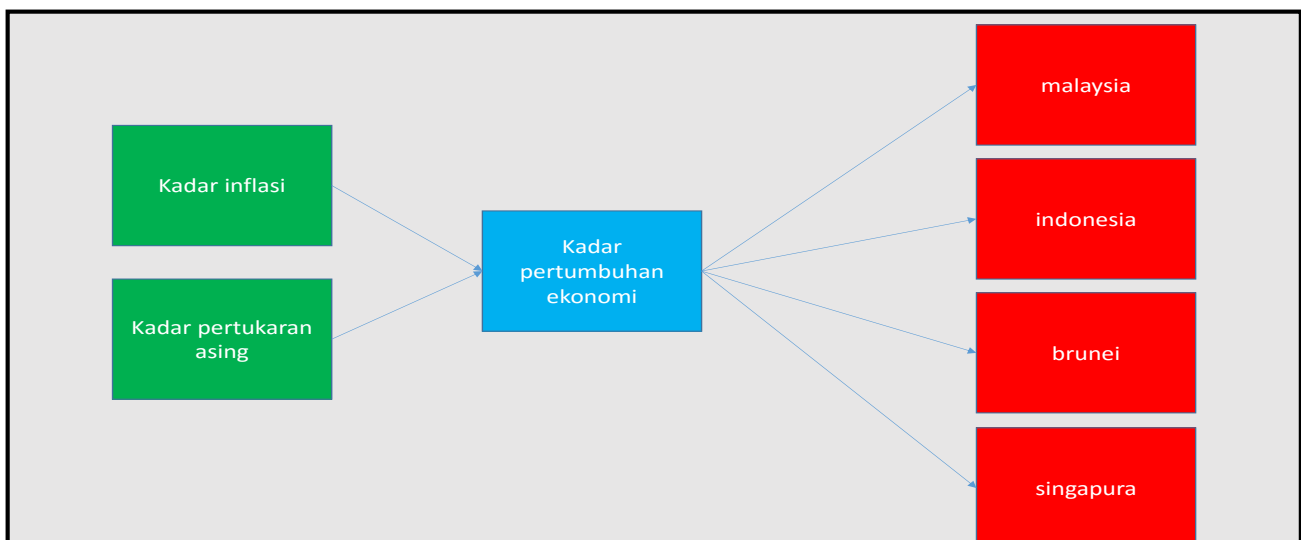 Kadar inflasi
Kadar pertukaran
asing
Kadar
pertumbuhan
ekonomi
malaysia
indonesia
brunei
singapura